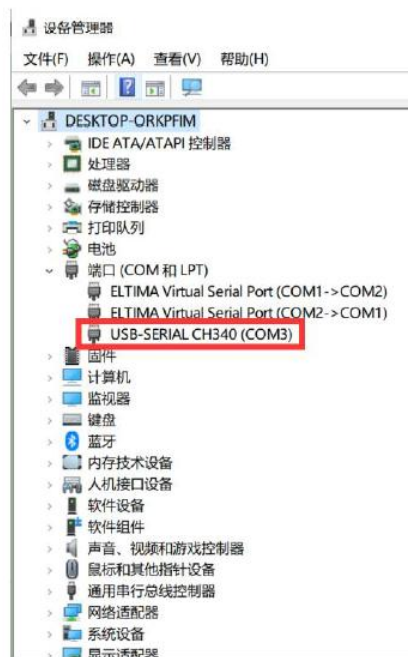 设备管理器
文件(F) 操作(A) 查看(V) 帮助(H)
DESKTOP-ORKPFIM
IDE ATA/ATAPI 控制器
处理器
磁盘驱动器
存储控制器
打印队列
电池
端口 (COM 和 LPT)
ELTIMA Virtual Serial Port (COM1->COM2)
ELTIMA Virtual Serial Port (COM2->COM1)
USB-SERIAL CH340 (COM3)
固件
计算机
监视器
键盘
蓝牙
内存技术设备
人机接口设备
软件设备
软件组件
声音、视频和游戏控制器
鼠标和其他指针设备
通用串行总线控制器
网络适配器
系统设备
显示适配器